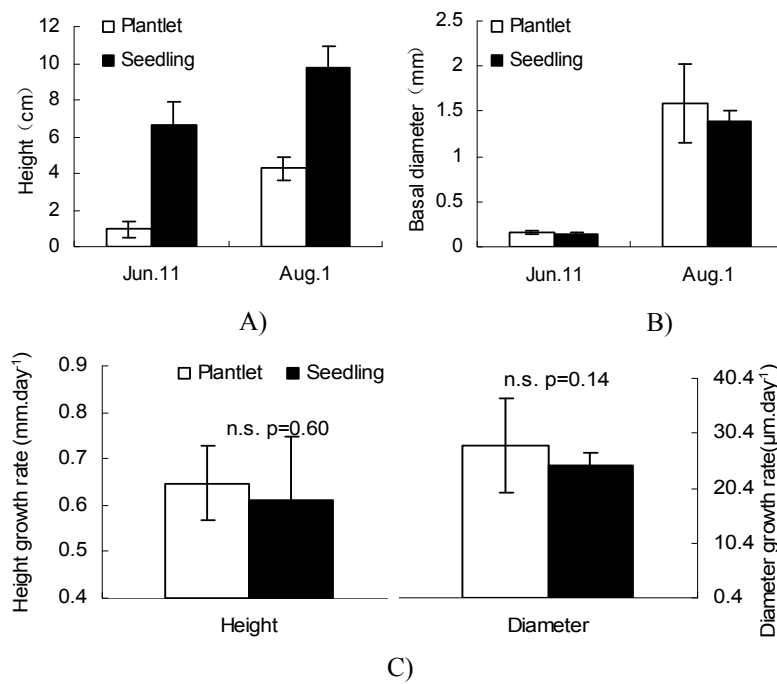 12
10
8
6
4
2
0
Height（cm）
Plantlet
Seedling
Jun.11 Aug.1
A)
2.5
2
1.5
1
0.5
0
Basal diameter（mm）
Plantlet
Seedling
Jun.11 Aug.1
B)
0.9
0.8
0.7
0.6
0.5
0.4
Height growth rate (mm.day⁻¹)
Plantlet Seedling
n.s. p=0.60
Height
n.s. p=0.14
Diameter
40.4
30.4
20.4
10.4
0.4
Diameter growth rate(µm.day⁻¹)
C)